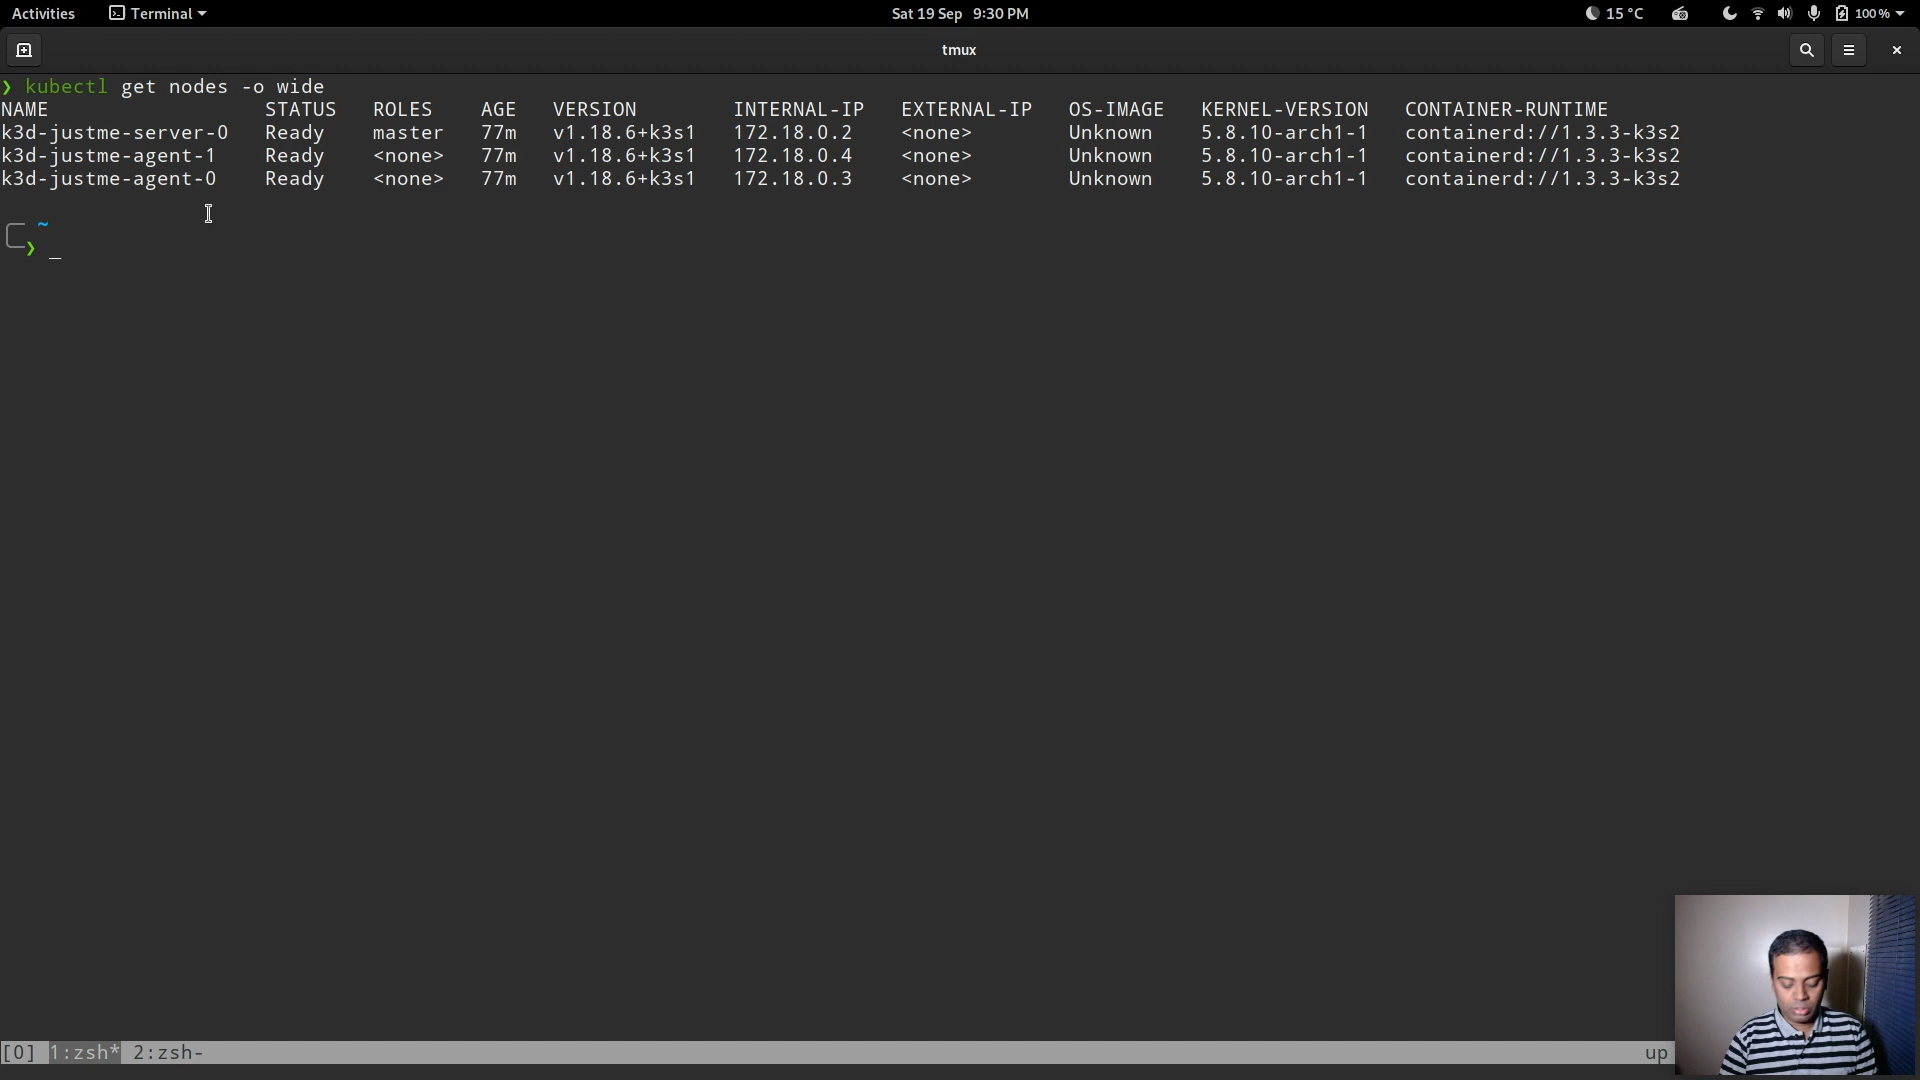 Activities Terminal Sat 19 Sep 9:30 PM 15 °C 100 %
tmux
❯ kubectl get nodes -o wide
NAME STATUS ROLES AGE VERSION INTERNAL-IP EXTERNAL-IP OS-IMAGE KERNEL-VERSION CONTAINER-RUNTIME
k3d-justme-server-0 Ready master 77m v1.18.6+k3s1 172.18.0.2 <none> Unknown 5.8.10-arch1-1 containerd://1.3.3-k3s2
k3d-justme-agent-1 Ready <none> 77m v1.18.6+k3s1 172.18.0.4 <none> Unknown 5.8.10-arch1-1 containerd://1.3.3-k3s2
k3d-justme-agent-0 Ready <none> 77m v1.18.6+k3s1 172.18.0.3 <none> Unknown 5.8.10-arch1-1 containerd://1.3.3-k3s2
~
❯ _
[0] 1:zsh* 2:zsh- up